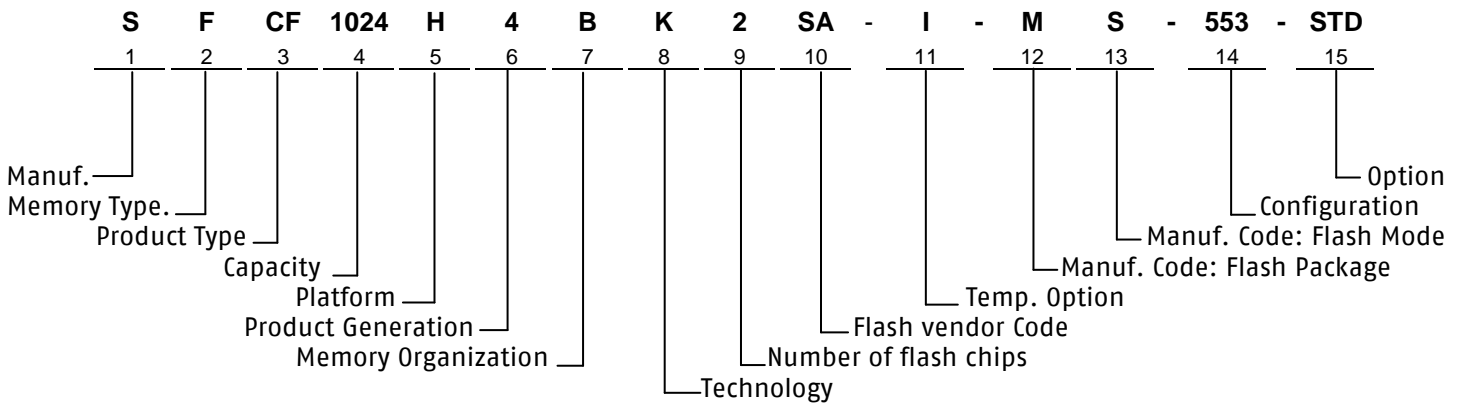 S F CF 1024 H 4 B K 2 SA - I - M S - 553 - STD
1 2 3 4 5 6 7 8 9 10 11 12 13 14 15
Manuf. Option
Memory Type. Configuration
Product Type Manuf. Code: Flash Mode
Capacity Manuf. Code: Flash Package
Platform Temp. Option
Product Generation Flash vendor Code
Memory Organization Number of flash chips
Technology